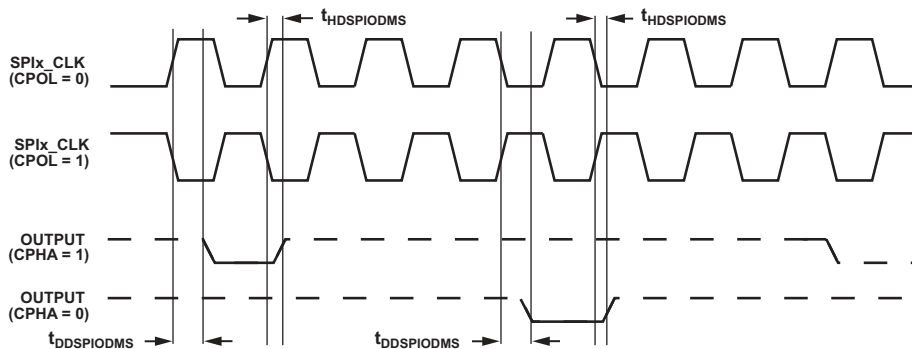 tHDSPIODMS
tHDSPIODMS
SPIx_CLK
(CPOL = 0)
SPIx_CLK
(CPOL = 1)
OUTPUT
(CPHA = 1)
OUTPUT
(CPHA = 0)
tDDSPIODMS
tDDSPIODMS